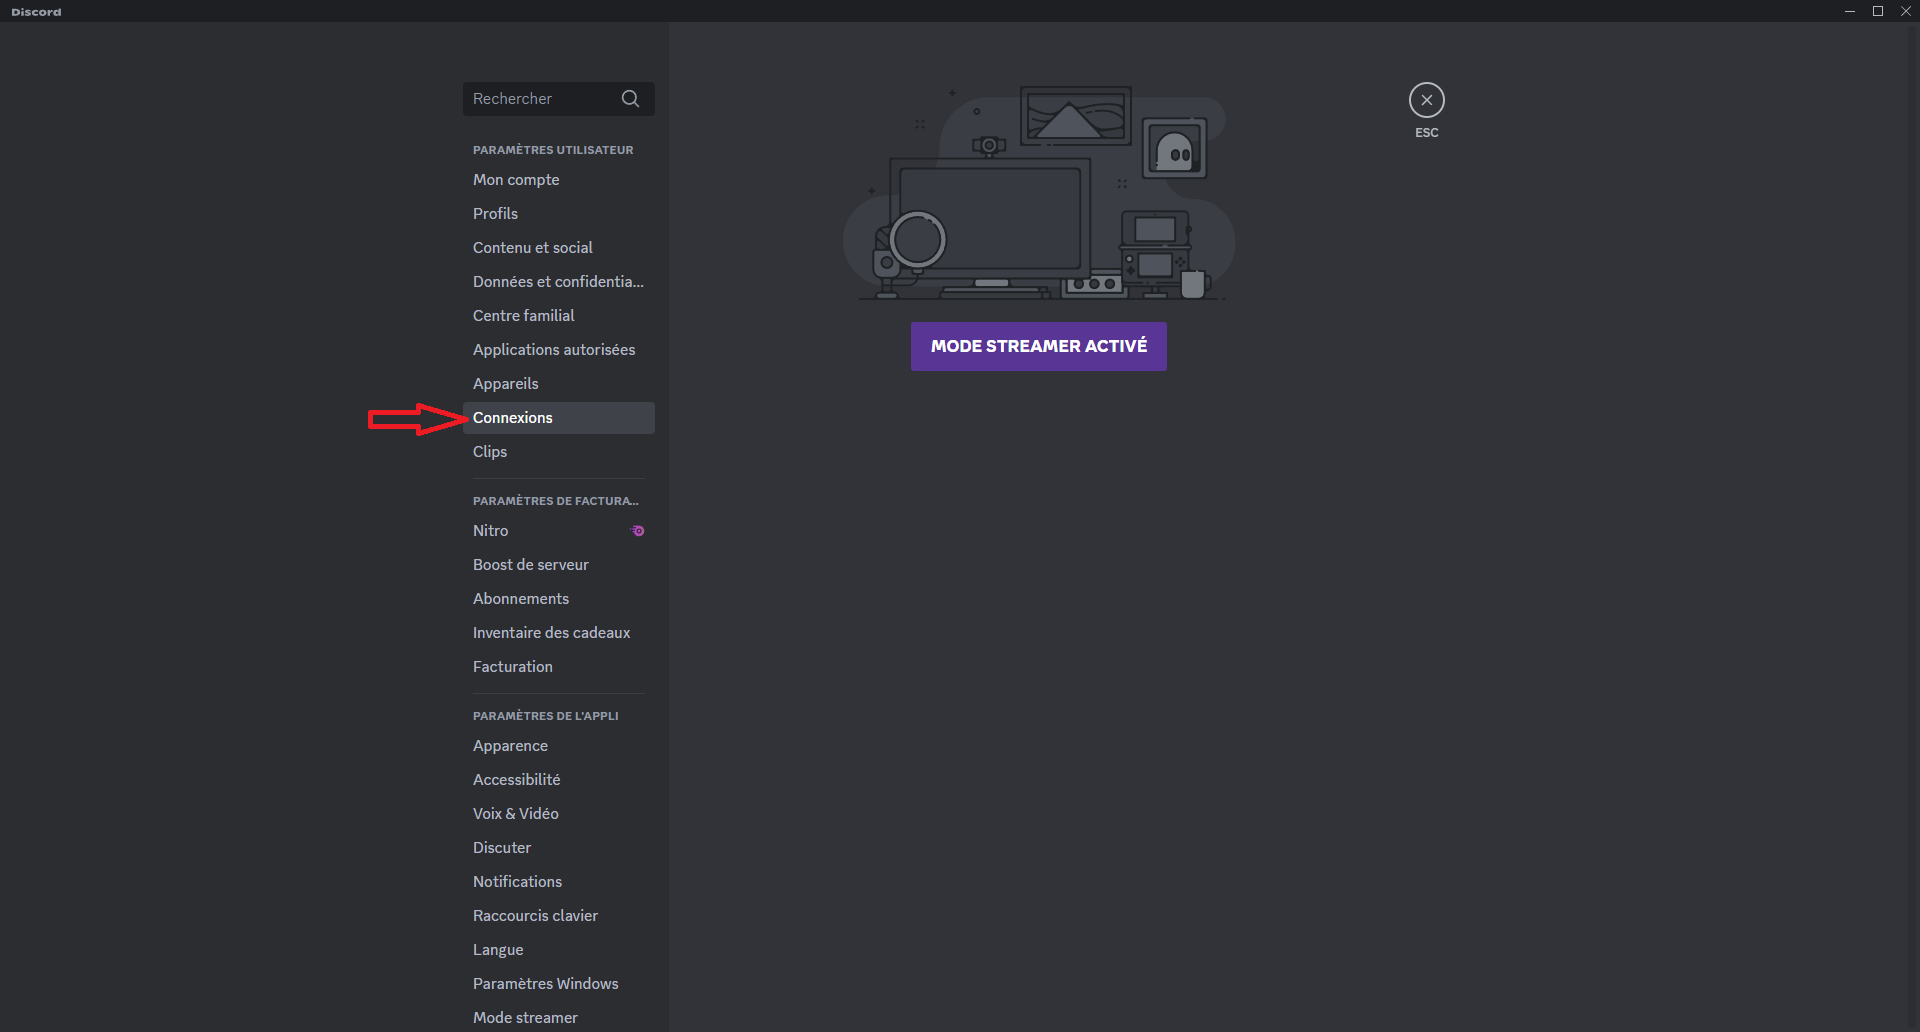 Discord
Rechercher
PARAMÈTRES UTILISATEUR
Mon compte
Profils
Contenu et social
Données et confidentia...
Centre familial
Applications autorisées
Appareils
Connexions
Clips
PARAMÈTRES DE FACTURA...
Nitro
Boost de serveur
Abonnements
Inventaire des cadeaux
Facturation
PARAMÈTRES DE L'APPLI
Apparence
Accessibilité
Voix & Vidéo
Discuter
Notifications
Raccourcis clavier
Langue
Paramètres Windows
Mode streamer
MODE STREAMER ACTIVÉ
ESC